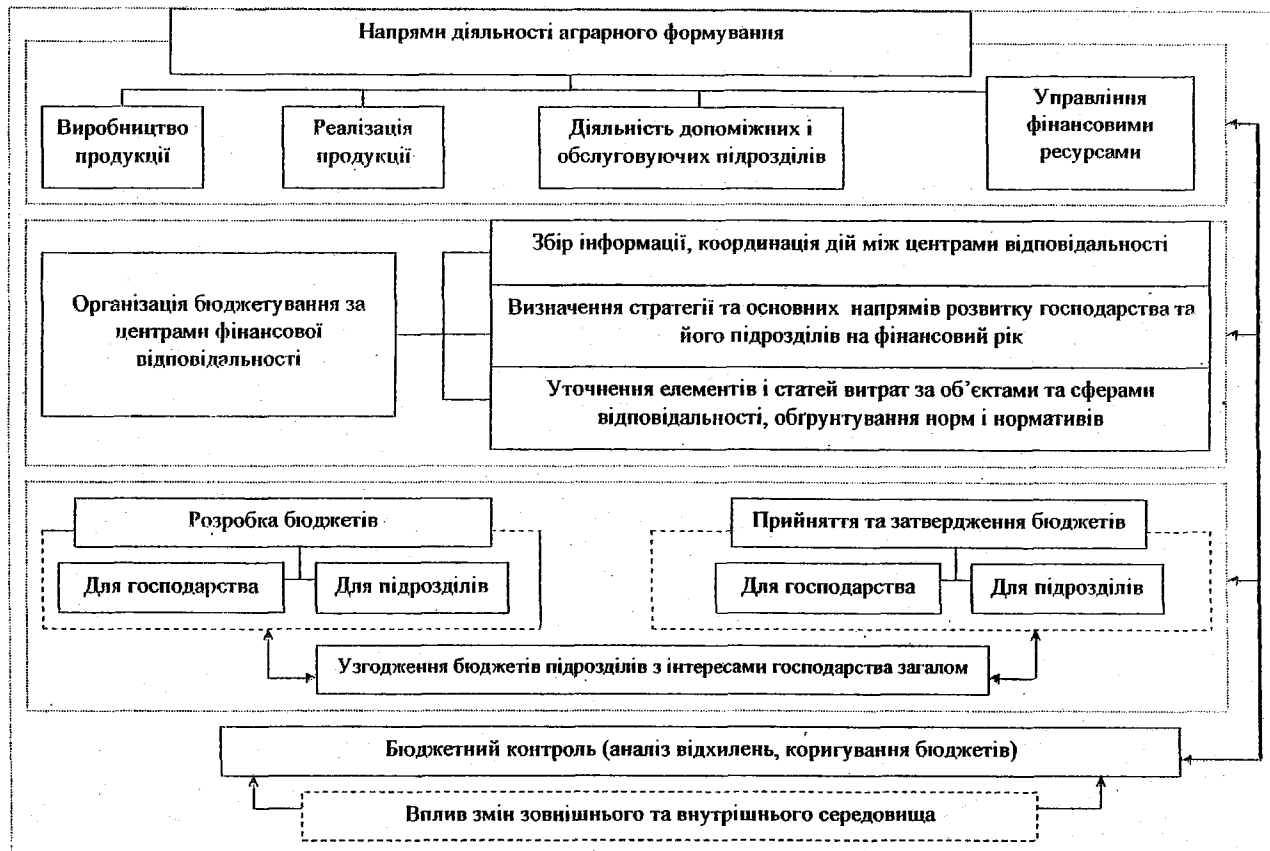 Напрями діяльності аграрного формування
Виробництво
продукції
Реалізація
продукції
Діяльність допоміжних і
обслуговуючих підрозділів
Управління
фінансовими
ресурсами
Збір інформації, координація дій між центрами відповідальності
Організація бюджетування за
центрами фінансової
відповідальності
Визначення стратегії та основних напрямів розвитку господарства та
його підрозділів на фінансовий рік
Уточнення елементів і статей витрат за об’єктами та сферами
відповідальності, обґрунтування норм і нормативів
Розробка бюджетів
Для господарства
Для підрозділів
Прийняття та затвердження бюджетів
Для господарства
Для підрозділів
Узгодження бюджетів підрозділів з інтересами господарства загалом
Бюджетний контроль (аналіз відхилень, коригування бюджетів)
Вплив змін зовнішнього та внутрішнього середовища